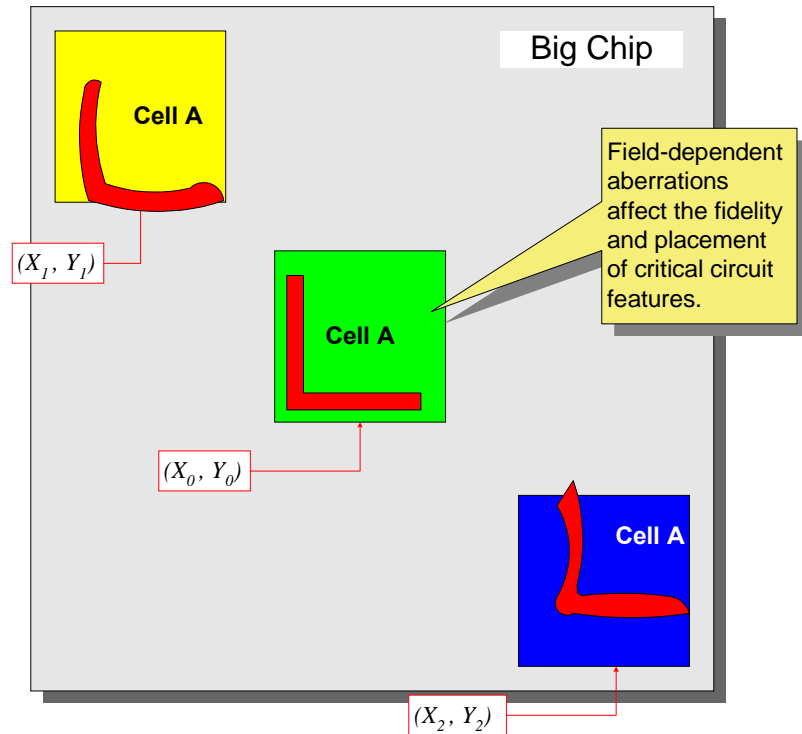 Big Chip
Cell A
Field-dependent
aberrations
affect the fidelity
and placement
of critical circuit
features.
(X₁, Y₁)
Cell A
(X₀, Y₀)
Cell A
(X₂, Y₂)